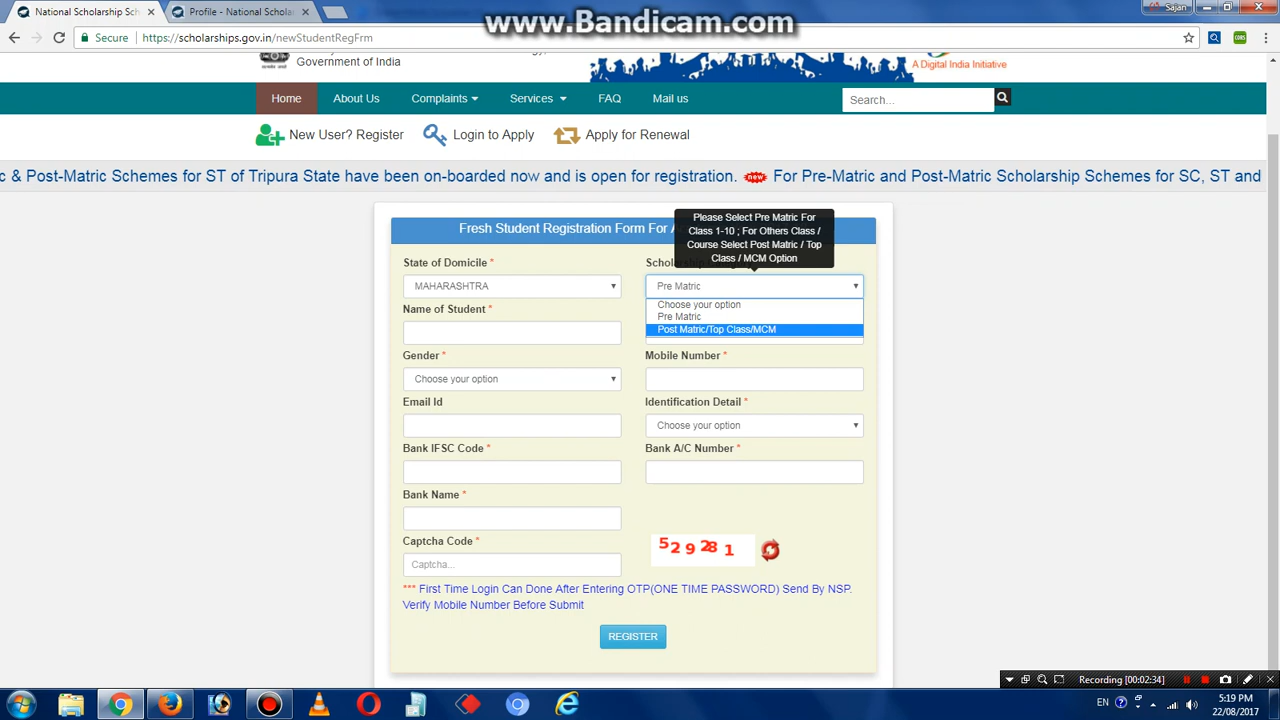 www.Bandicam.com
National Scholarship Sch
Profile - National Scholarsh
Sajan
Secure
https://scholarships.gov.in/newStudentRegFrm
Government of India
A Digital India Initiative
Home
About Us
Complaints
Services
FAQ
Mail us
Search...
New User? Register
Login to Apply
Apply for Renewal
c & Post-Matric Schemes for ST of Tripura State have been on-boarded now and is open for registration. new For Pre-Matric and Post-Matric Scholarship Schemes for SC, ST and
Fresh Student Registration Form For A
Please Select Pre Matric For
Class 1-10 ; For Others Class /
Course Select Post Matric / Top
Class / MCM Option
State of Domicile *
MAHARASHTRA
Pre Matric
Choose your option
Pre Matric
Post Matric/Top Class/MCM
Name of Student *
Gender *
Choose your option
Mobile Number *
Email Id
Identification Detail *
Choose your option
Bank IFSC Code *
Bank A/C Number *
Bank Name *
Captcha Code *
Captcha...
529281
*** First Time Login Can Done After Entering OTP(ONE TIME PASSWORD) Send By NSP.
Verify Mobile Number Before Submit
REGISTER
Recording [00:02:34]
EN
5:19 PM
22/08/2017